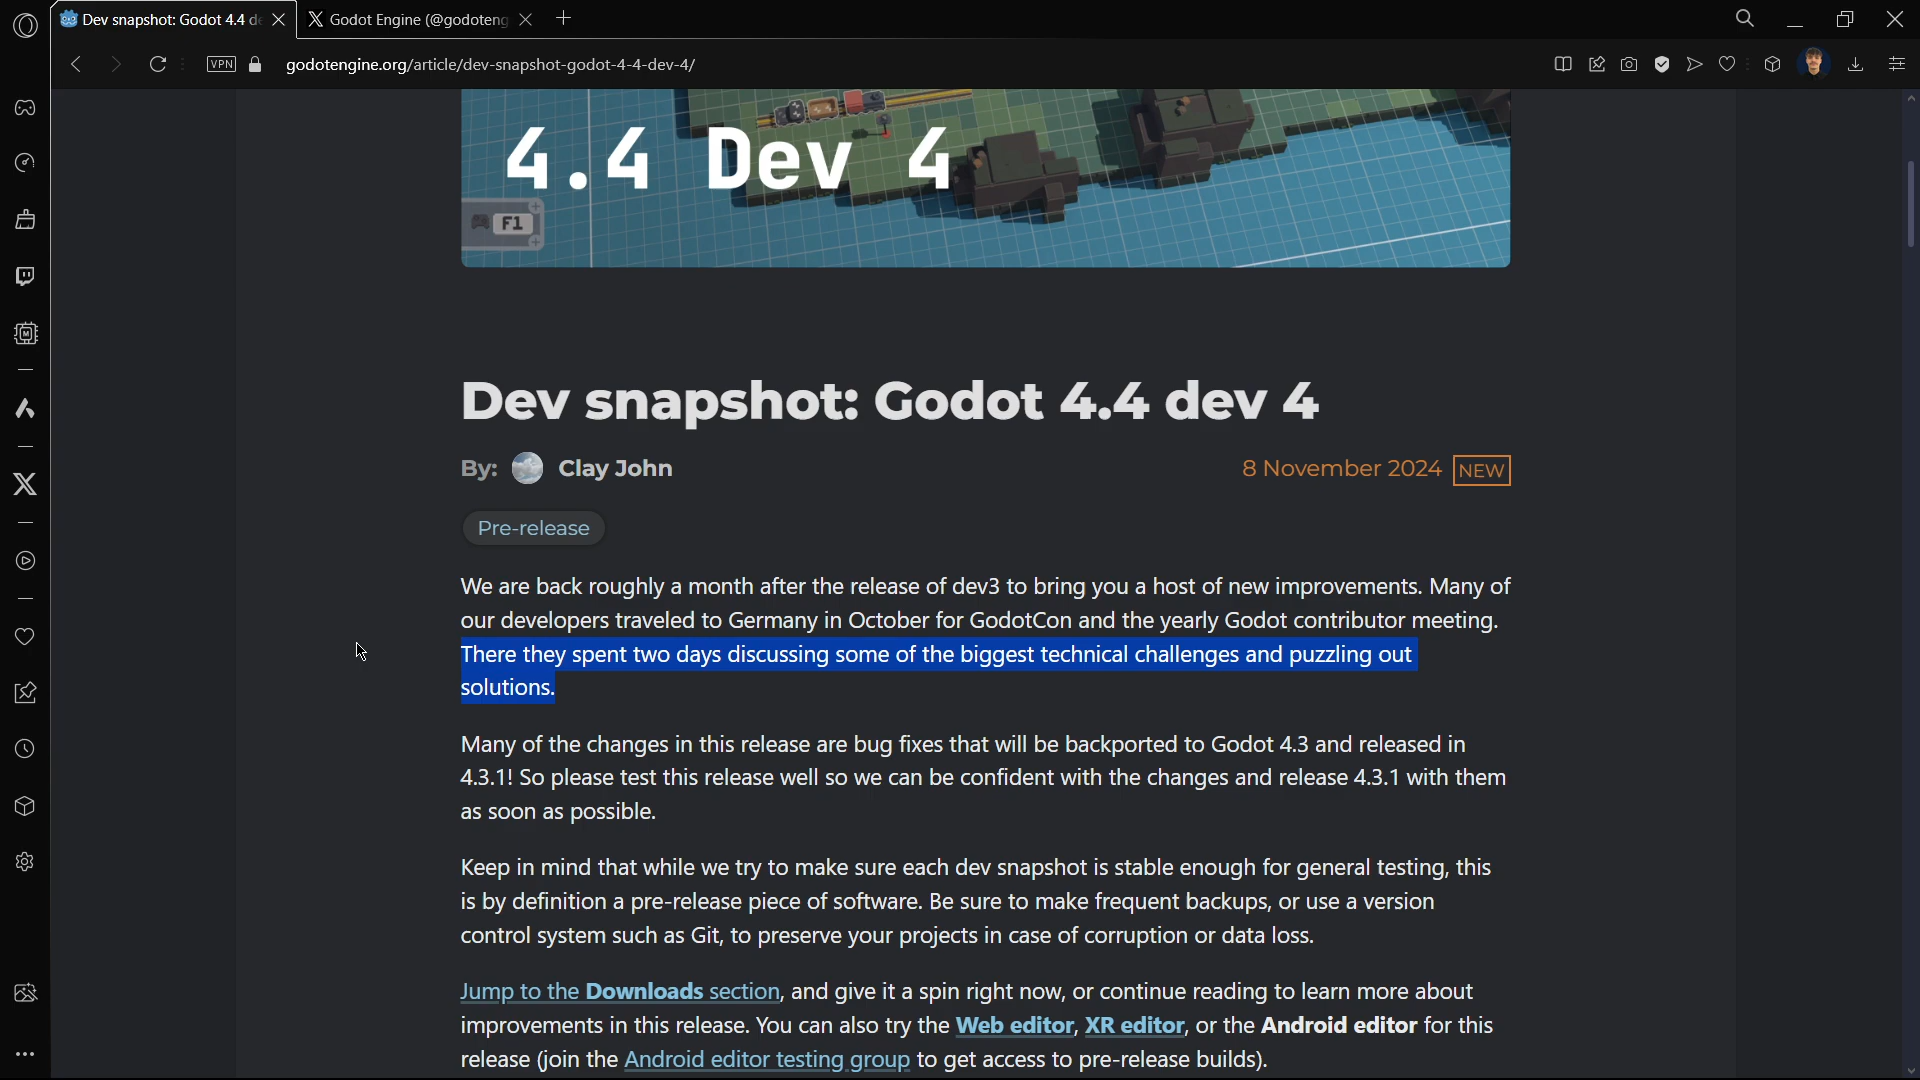 Dev snapshot: Godot 4.4 de
Godot Engine (@godoteng
VPN
godotengine.org/article/dev-snapshot-godot-4-4-dev-4/
4.4 Dev 4
F1
Dev snapshot: Godot 4.4 dev 4
By: Clay John
8 November 2024 NEW
Pre-release
We are back roughly a month after the release of dev3 to bring you a host of new improvements. Many of
our developers traveled to Germany in October for GodotCon and the yearly Godot contributor meeting.
There they spent two days discussing some of the biggest technical challenges and puzzling out
solutions.
Many of the changes in this release are bug fixes that will be backported to Godot 4.3 and released in
4.3.1! So please test this release well so we can be confident with the changes and release 4.3.1 with them
as soon as possible.
Keep in mind that while we try to make sure each dev snapshot is stable enough for general testing, this
is by definition a pre-release piece of software. Be sure to make frequent backups, or use a version
control system such as Git, to preserve your projects in case of corruption or data loss.
Jump to the Downloads section, and give it a spin right now, or continue reading to learn more about
improvements in this release. You can also try the Web editor, XR editor, or the Android editor for this
release (join the Android editor testing group to get access to pre-release builds).